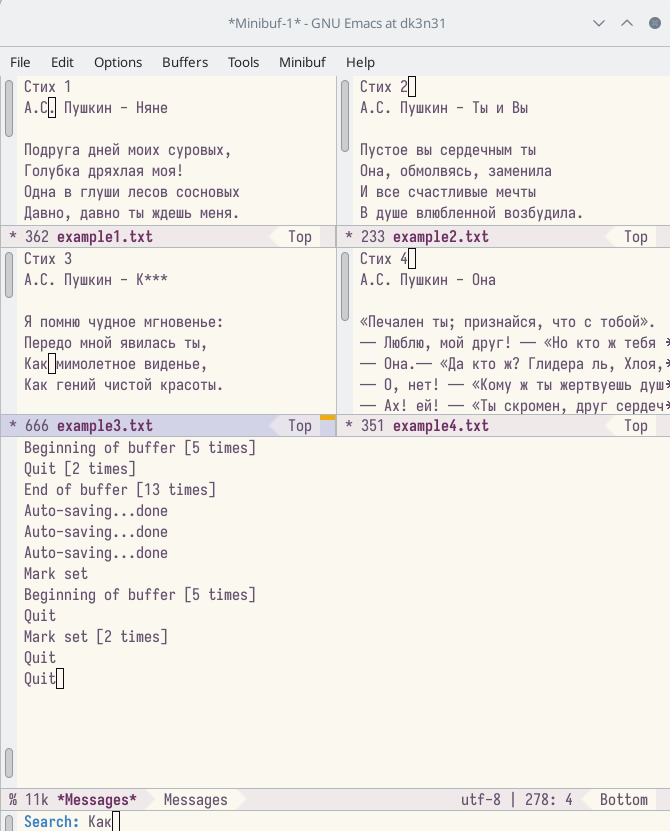 *Minibuf-1* - GNU Emacs at dk3n31
File Edit Options Buffers Tools Minibuf Help
Стих 1
А.С. Пушкин - Няне
Подруга дней моих суровых,
Голубка дряхлая моя!
Одна в глуши лесов сосновых
Давно, давно ты ждешь меня.
* 362 example1.txt Top
Стих 2
А.С. Пушкин - Ты и Вы
Пустое вы сердечным ты
Она, обмолвясь, заменила
И все счастливые мечты
В душе влюбленной возбудила.
* 233 example2.txt Top
Стих 3
А.С. Пушкин - К***
Я помню чудное мгновенье:
Передо мной явилась ты,
Как мимолетное виденье,
Как гений чистой красоты.
* 666 example3.txt Top
Стих 4
А.С. Пушкин - Она
«Печален ты; признайся, что с тобой».
— Люблю, мой друг! — «Но кто ж тебя
— Она.— «Да кто ж? Глидера ль, Хлоя,
— О, нет! — «Кому ж ты жертвуешь душ
— Ах! ей! — «Ты скромен, друг сердеч
* 351 example4.txt Top
Beginning of buffer [5 times]
Quit [2 times]
End of buffer [13 times]
Auto-saving...done
Auto-saving...done
Auto-saving...done
Mark set
Beginning of buffer [5 times]
Quit
Mark set [2 times]
Quit
Quit
% 11k *Messages* Messages utf-8 | 278: 4 Bottom
Search: Как